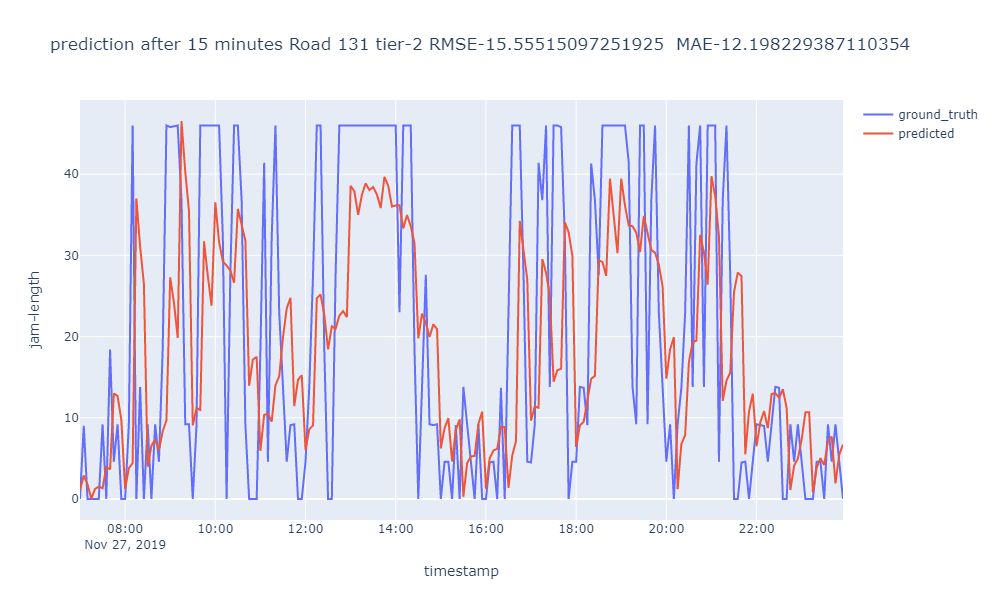 prediction after 15 minutes Road 131 tier-2 RMSE-15.55515097251925  MAE-12.198229387110354
ground_truth
predicted
jam-length
40
30
20
10
0
08:00 10:00 12:00 14:00 16:00 18:00 20:00 22:00
Nov 27, 2019
timestamp